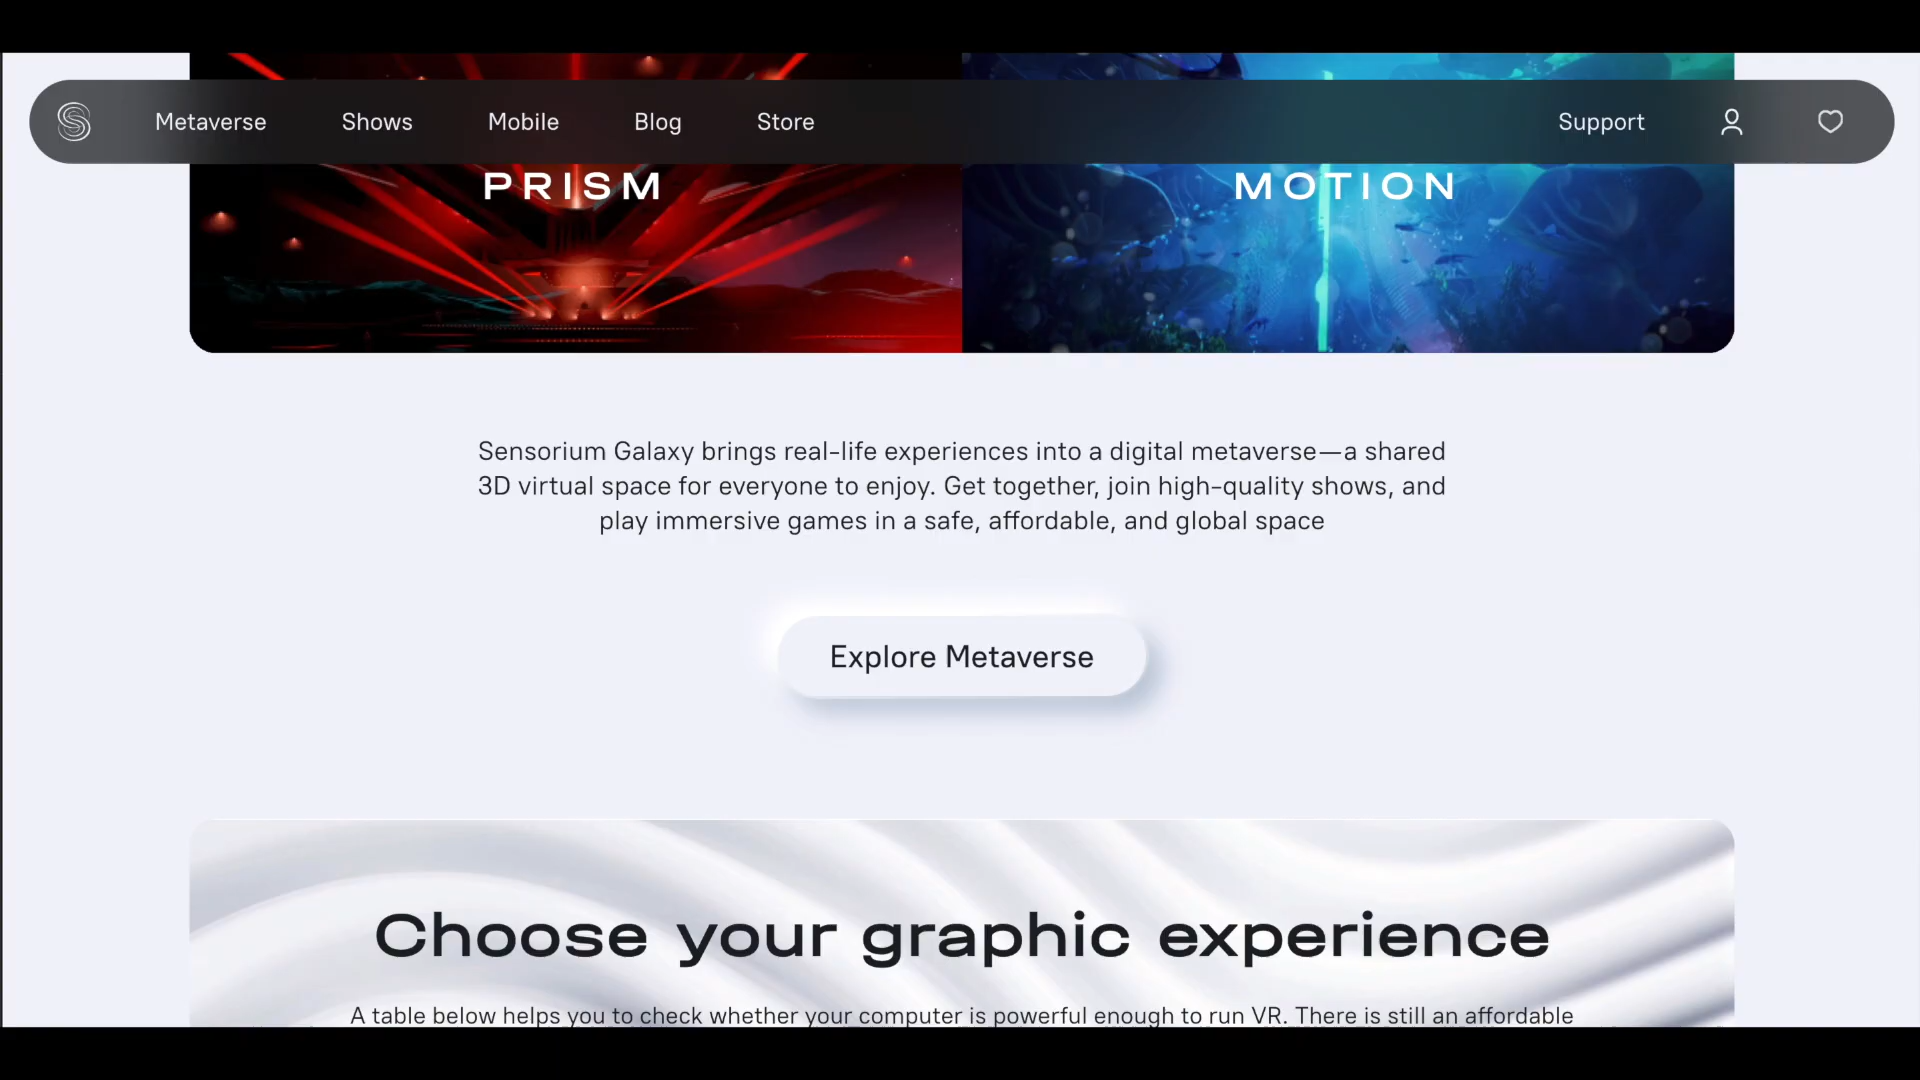 Metaverse Shows Mobile Blog Store Support
PRISM MOTION
Sensorium Galaxy brings real-life experiences into a digital metaverse—a shared
3D virtual space for everyone to enjoy. Get together, join high-quality shows, and
play immersive games in a safe, affordable, and global space
Explore Metaverse
Choose your graphic experience
A table below helps you to check whether your computer is powerful enough to run VR. There is still an affordable